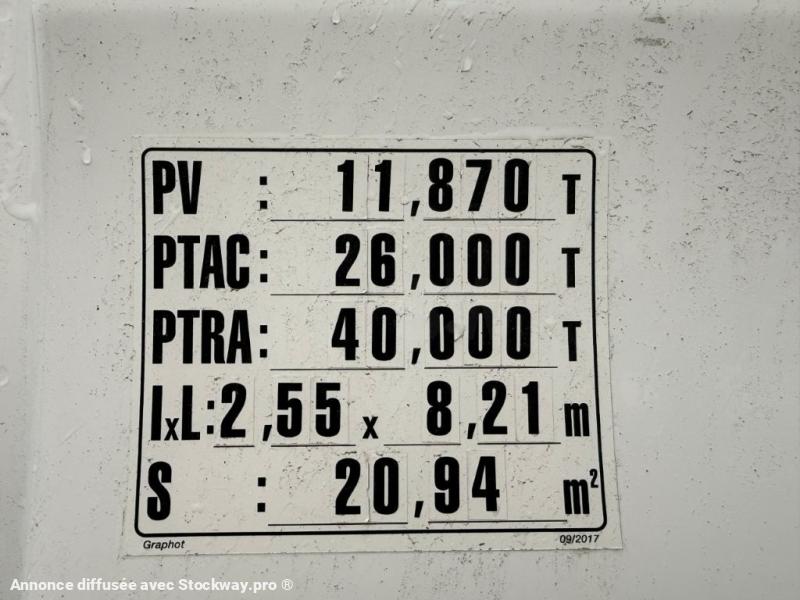 PV : 11,870 T
PTAC: 26,000 T
PTRA: 40,000 T
IxL:2,55 x 8,21 m
S : 20,94 m²
Graphot 09/2017
Annonce diffusée avec Stockway.pro ®